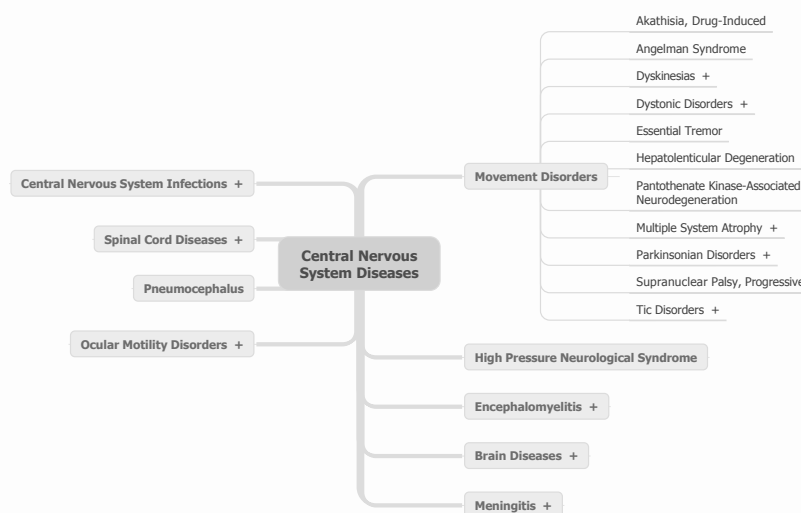 Central Nervous
System Diseases
Central Nervous System Infections +
Spinal Cord Diseases +
Pneumocephalus
Ocular Motility Disorders +
Movement Disorders
Akathisia, Drug-Induced
Angelman Syndrome
Dyskinesias +
Dystonic Disorders +
Essential Tremor
Hepatolenticular Degeneration
Pantothenate Kinase-Associated
Neurodegeneration
Multiple System Atrophy +
Parkinsonian Disorders +
Supranuclear Palsy, Progressive
Tic Disorders +
High Pressure Neurological Syndrome
Encephalomyelitis +
Brain Diseases +
Meningitis +